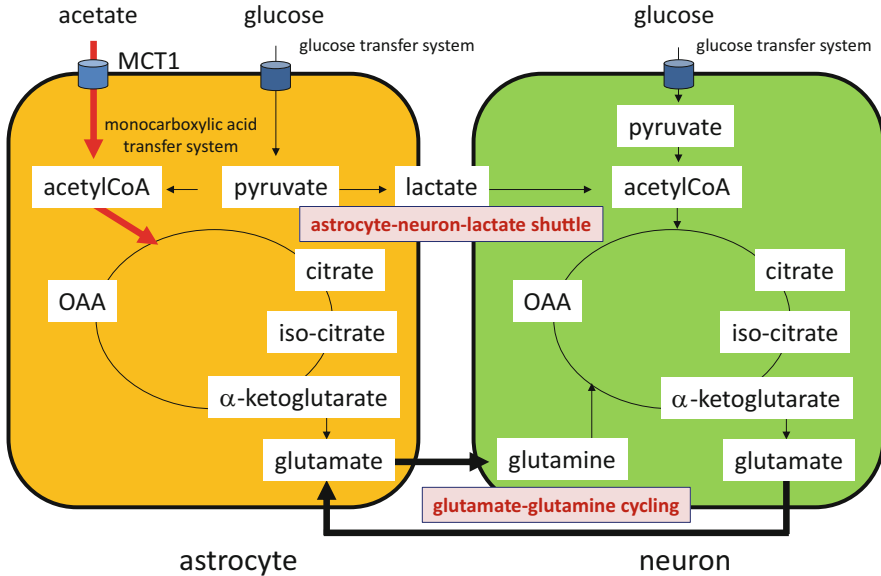 acetate
glucose
glucose
glucose transfer system
glucose transfer system
MCT1
monocarboxylic acid
transfer system
pyruvate
acetylCoA
pyruvate
lactate
acetylCoA
astrocyte-neuron-lactate shuttle
citrate
citrate
OAA
OAA
iso-citrate
iso-citrate
α-ketoglutarate
α-ketoglutarate
glutamate
glutamine
glutamate
glutamate-glutamine cycling
astrocyte
neuron